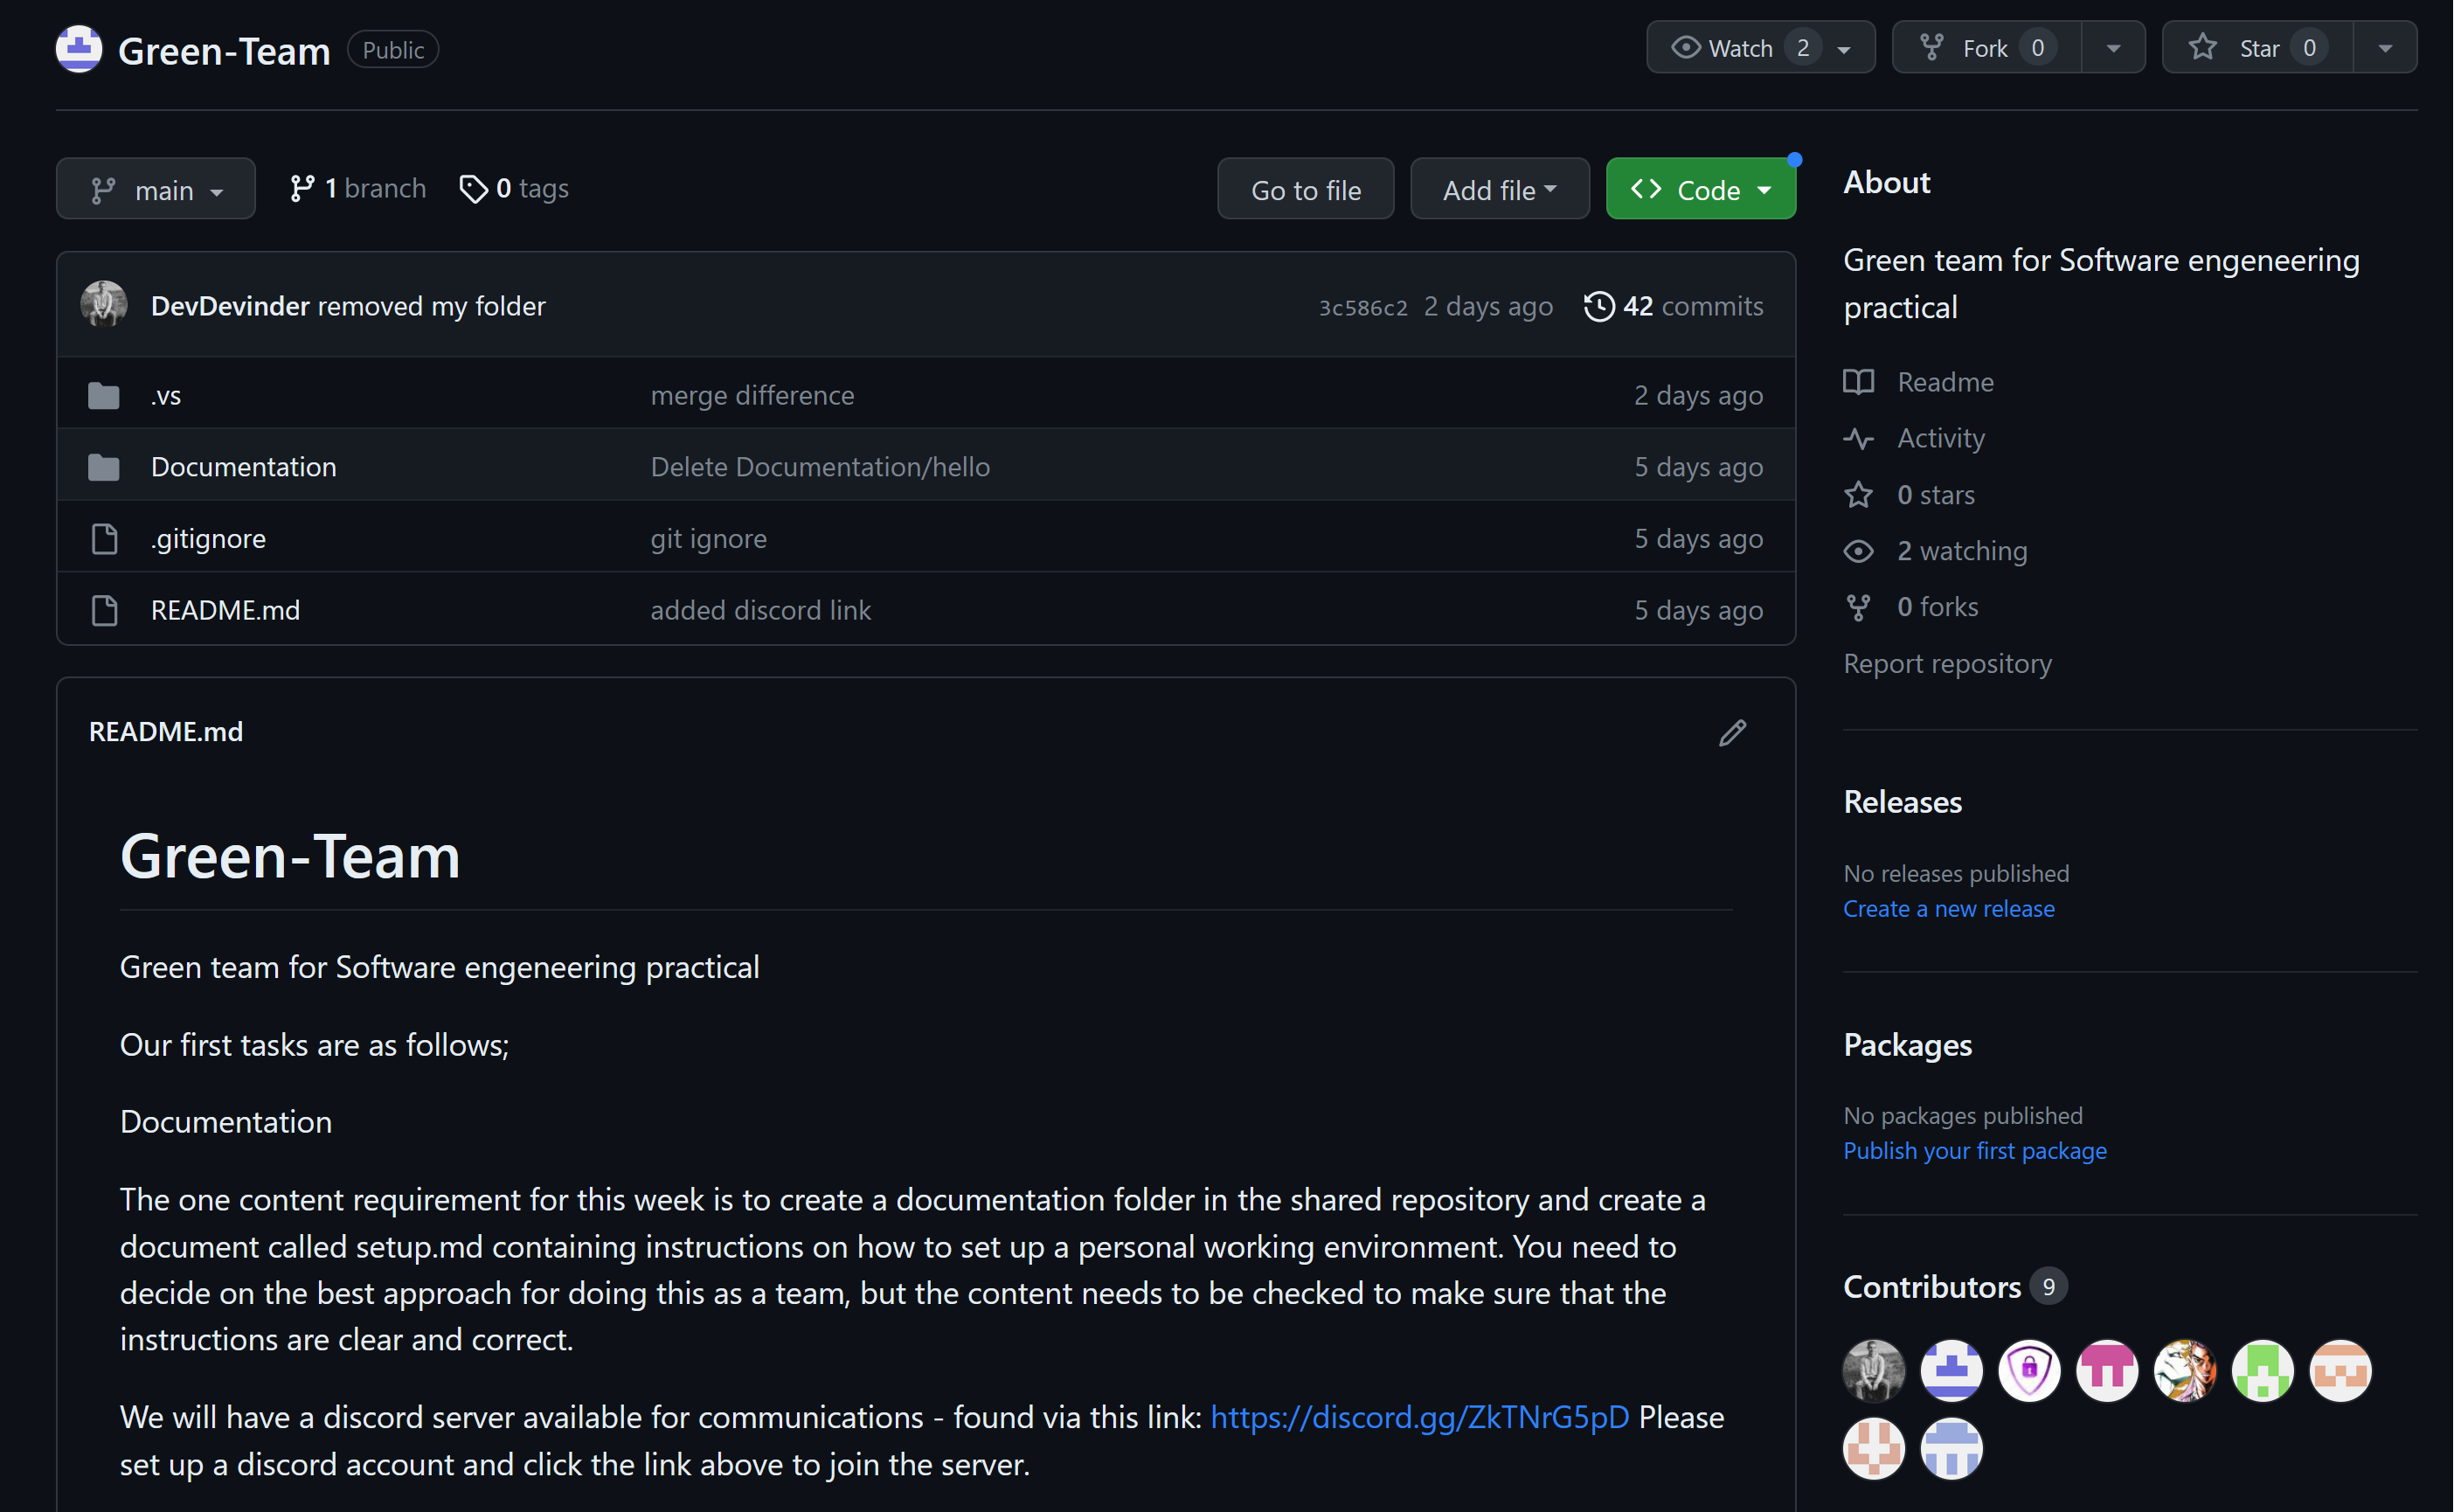 Green-Team Public Watch 2 Fork 0 Star 0
main 1 branch 0 tags Go to file Add file Code
DevDevinder removed my folder 3c586c2 2 days ago 42 commits
.vs merge difference 2 days ago
Documentation Delete Documentation/hello 5 days ago
.gitignore git ignore 5 days ago
README.md added discord link 5 days ago
README.md
Green-Team
Green team for Software engeneering practical
Our first tasks are as follows;
Documentation
The one content requirement for this week is to create a documentation folder in the shared repository and create a
document called setup.md containing instructions on how to set up a personal working environment. You need to
decide on the best approach for doing this as a team, but the content needs to be checked to make sure that the
instructions are clear and correct.
We will have a discord server available for communications - found via this link: https://discord.gg/ZkTNrG5pD Please
set up a discord account and click the link above to join the server.
About
Green team for Software engeneering
practical
Readme
Activity
0 stars
2 watching
0 forks
Report repository
Releases
No releases published
Create a new release
Packages
No packages published
Publish your first package
Contributors 9